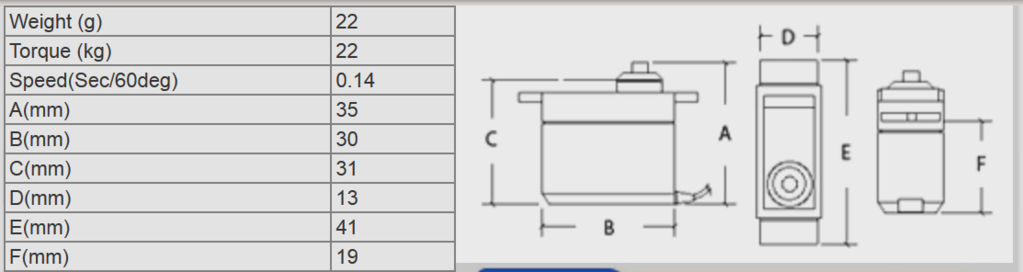 Weight (g) 22
Torque (kg) 22
Speed(Sec/60deg) 0.14
A(mm) 35
B(mm) 30
C(mm) 31
D(mm) 13
E(mm) 41
F(mm) 19
D
C
A
E
F
B